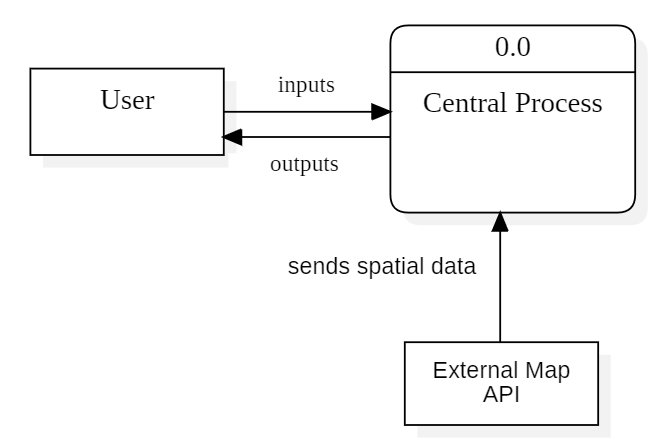 0.0
User
inputs
Central Process
outputs
sends spatial data
External Map
API